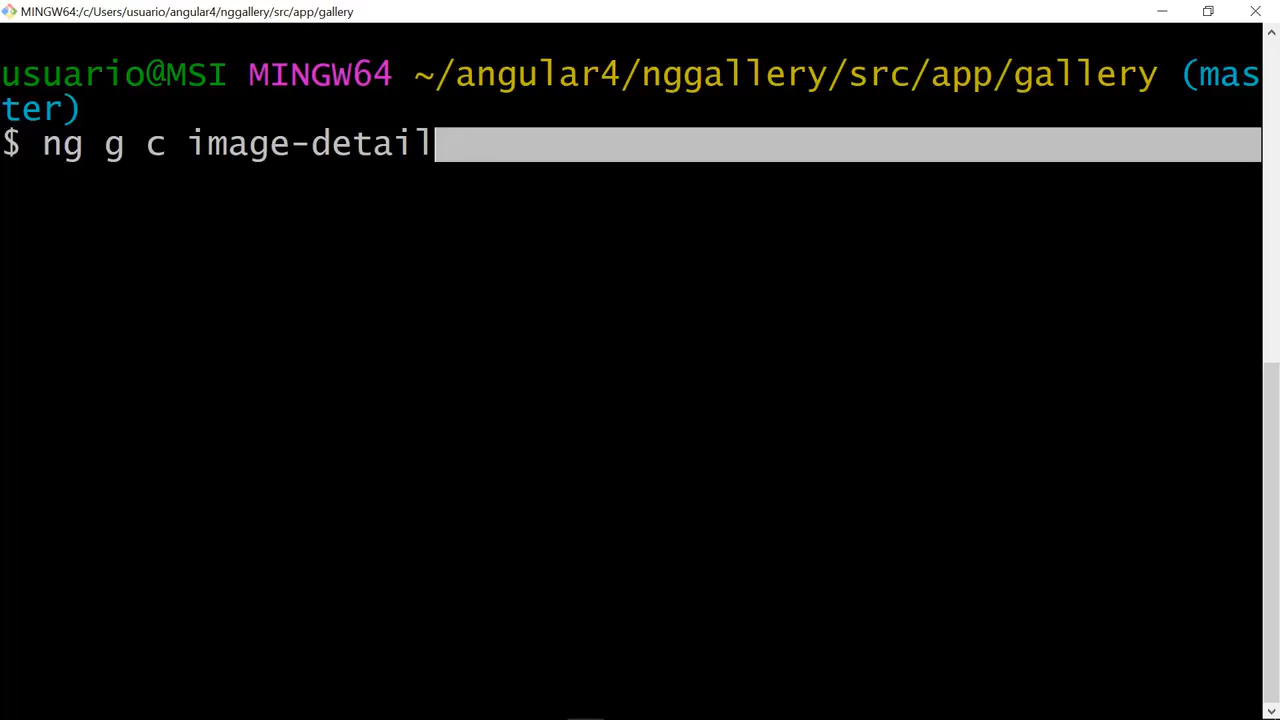 MINGW64:/c/Users/usuario/angular4/nggallery/src/app/gallery
usuario@MSI MINGW64 ~/angular4/nggallery/src/app/gallery (mas
ter)
$ ng g c image-detail